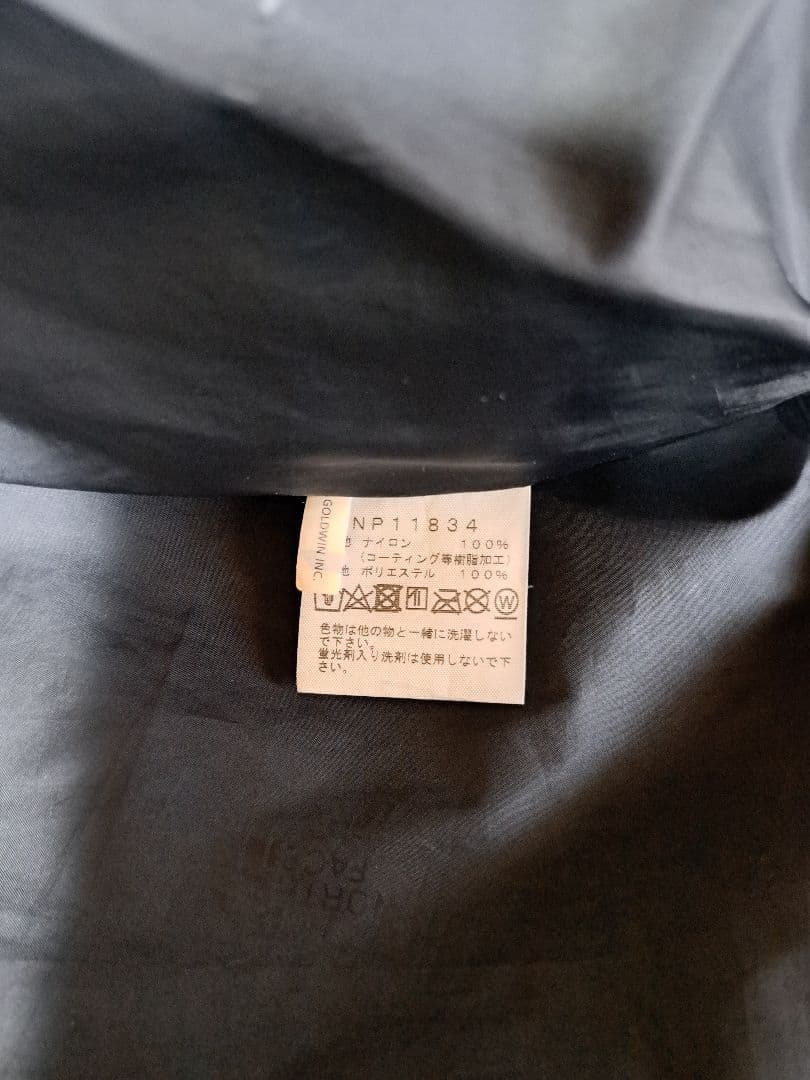 GOLDWIN INC.
NP11834
地 ナイロン 100%
(コーティング等樹脂加工)
地 ポリエステル 100%
W
色物は他の物と一緒に洗濯しない
で下さい。
蛍光剤入り洗剤は使用しないで下
さい。